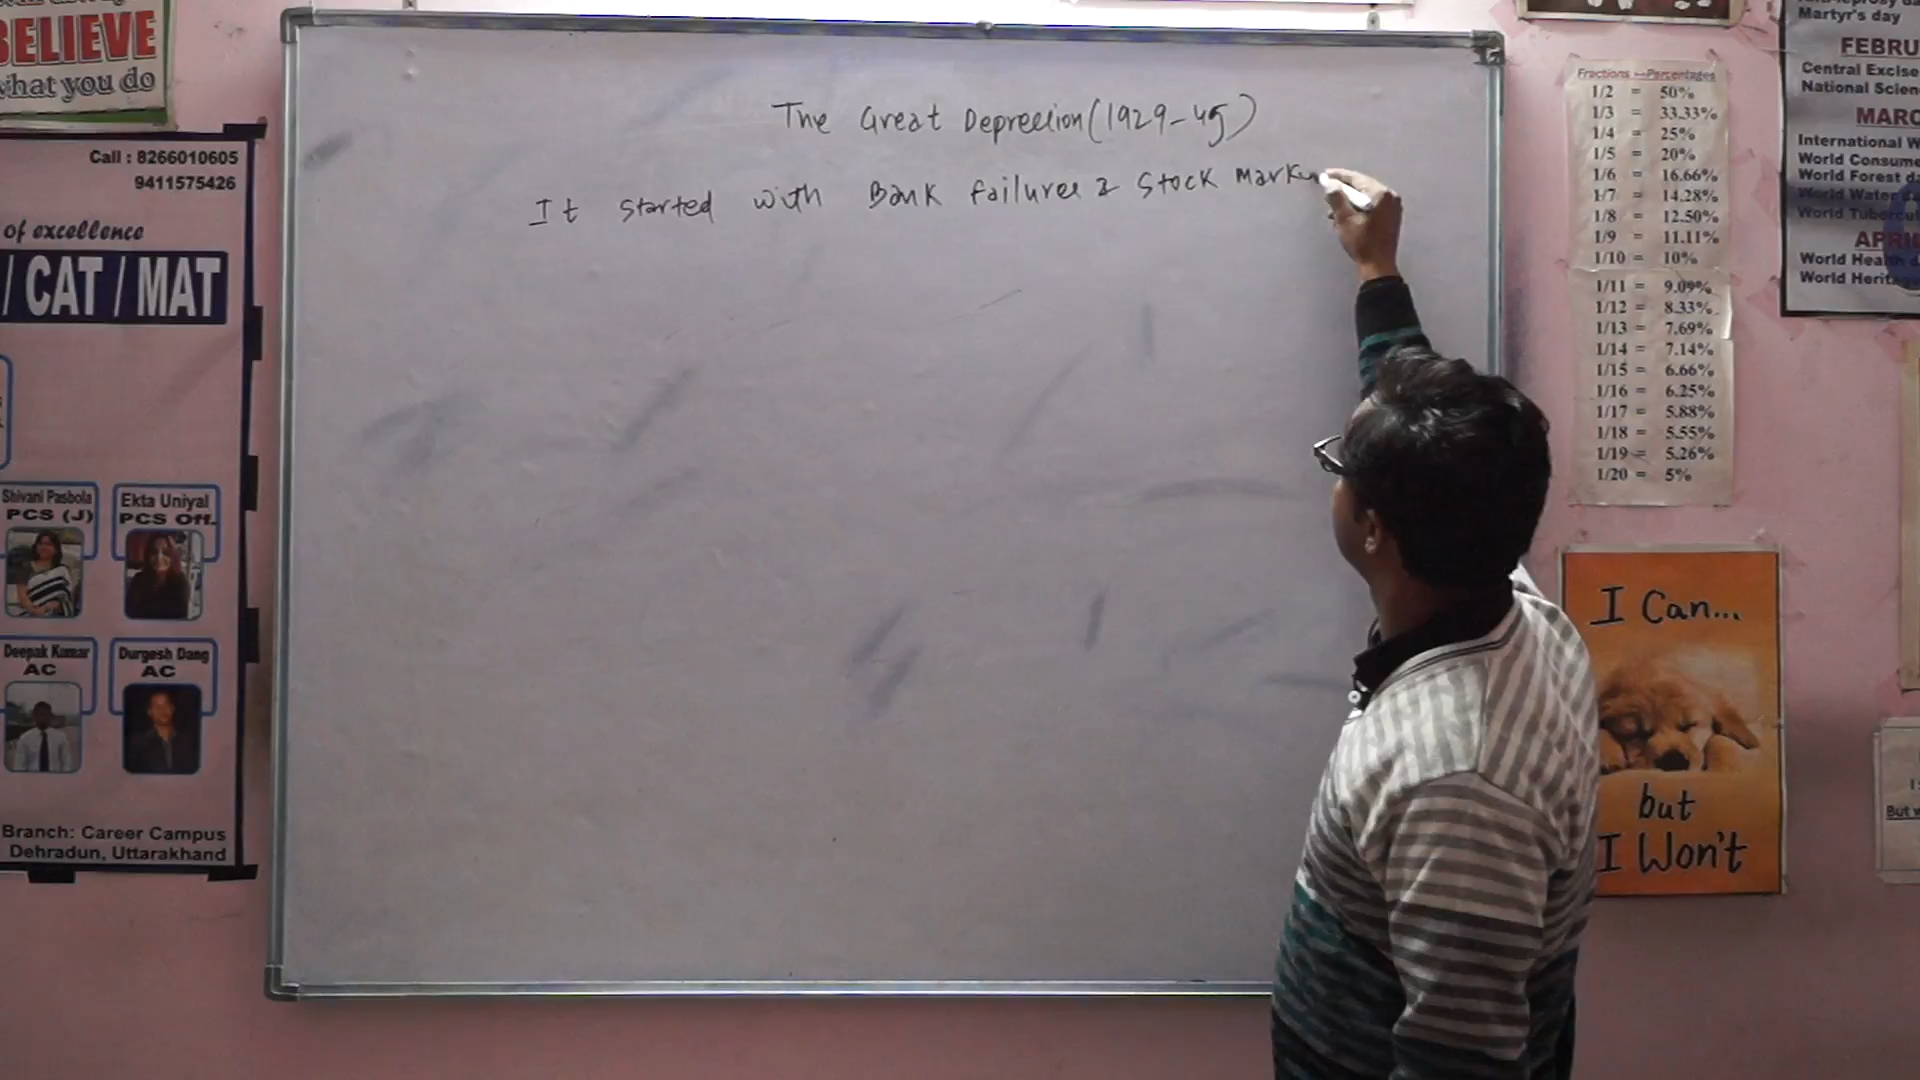 BELIEVE
what you do
Call : 8266010605
9411575426
of excellence
/ CAT / MAT
Shivani Pasbola
PCS (J)
Ekta Uniyal
PCS Off.
Deepak Kumar
AC
Durgesh Dang
AC
Branch: Career Campus
Dehradun, Uttarakhand
The Great Depression (1929-45)
It started with Bank failures & Stock Marke
Fractions Percentages
1/2 = 50%
1/3 = 33.33%
1/4 = 25%
1/5 = 20%
1/6 = 16.66%
1/7 = 14.28%
1/8 = 12.50%
1/9 = 11.11%
1/10 = 10%
1/11 = 9.09%
1/12 = 8.33%
1/13 = 7.69%
1/14 = 7.14%
1/15 = 6.66%
1/16 = 6.25%
1/17 = 5.88%
1/18 = 5.55%
1/19 = 5.26%
1/20 = 5%
Martyr's day
FEBRU
Central Excise
National Scien
MARC
International W
World Consume
World Forest da
World Water da
World Tubercul
APRI
World Health d
World Heritag
I Can...
but
I Won't
But w